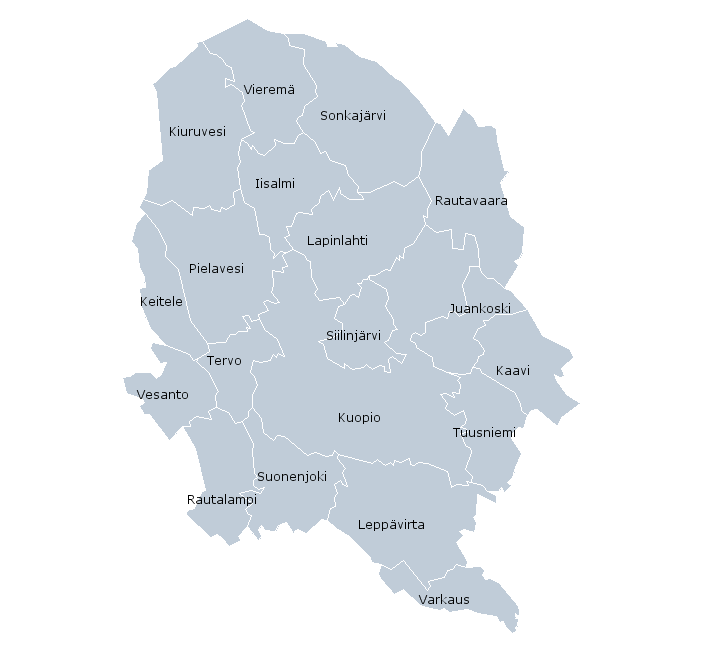 Vieremä
Sonkajärvi
Kiuruvesi
Iisalmi
Rautavaara
Lapinlahti
Pielavesi
Keitele
Juankoski
Siilinjärvi
Tervo
Kaavi
Vesanto
Kuopio
Tuusniemi
Suonenjoki
Rautalampi
Leppävirta
Varkaus